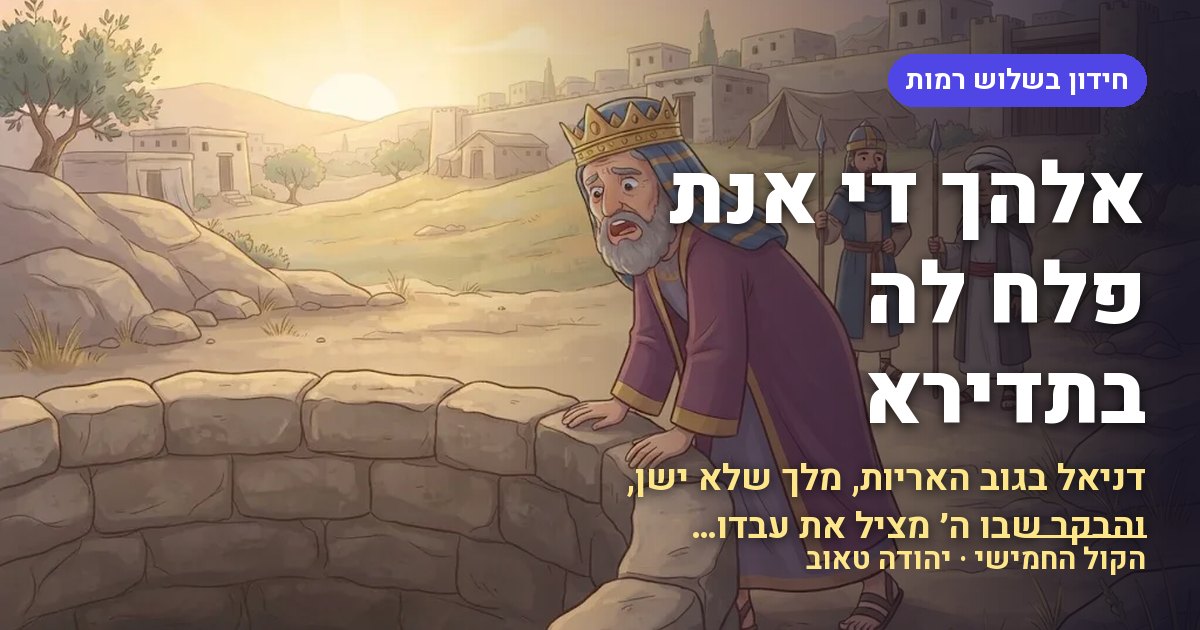 חידון בשלוש רמות
אלהך די אנת
פלח לה
בתדירא
דניאל בגוב האריות, מלך שלא ישן,
והבקר שבו ה׳ מציל את עבדו...
הקול החמישי · יהודה טאוב